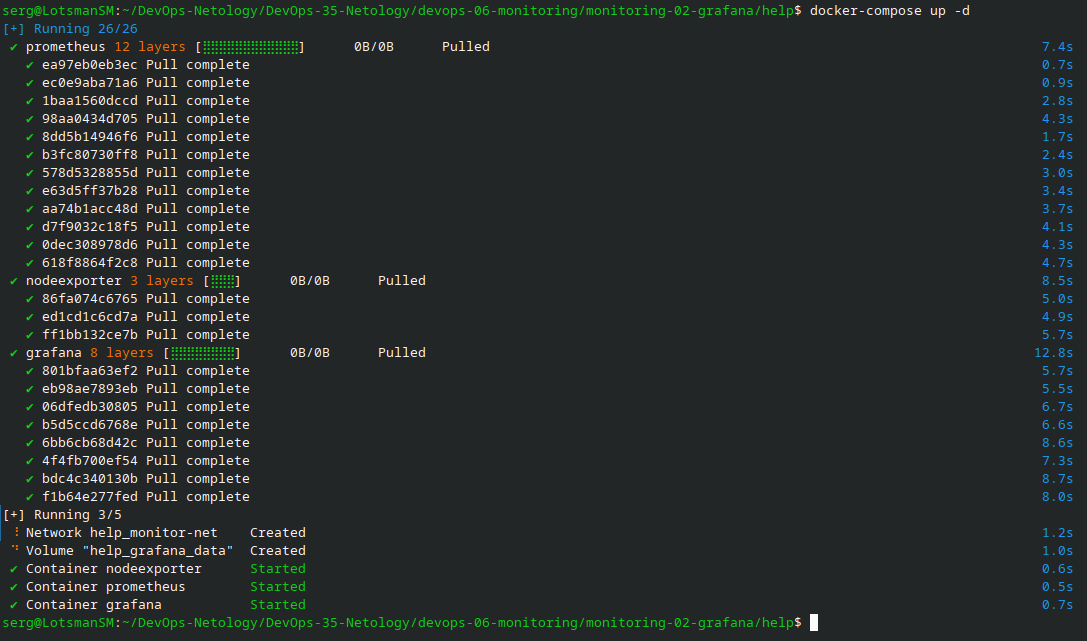 serg@LotsmanSM:~/DevOps-Netology/DevOps-35-Netology/devops-06-monitoring/monitoring-02-grafana/help$ docker-compose up -d
[+] Running 26/26
✔ prometheus 12 layers [⣿⣿⣿⣿⣿⣿⣿⣿⣿⣿⣿⣿] 0B/0B Pulled 7.4s
✔ ea97eb0eb3ec Pull complete 0.7s
✔ ec0e9aba71a6 Pull complete 0.9s
✔ 1baa1560dccd Pull complete 2.8s
✔ 98aa0434d705 Pull complete 4.3s
✔ 8dd5b14946f6 Pull complete 1.7s
✔ b3fc80730ff8 Pull complete 2.4s
✔ 578d5328855d Pull complete 3.0s
✔ e63d5ff37b28 Pull complete 3.4s
✔ aa74b1acc48d Pull complete 3.7s
✔ d7f9032c18f5 Pull complete 4.1s
✔ 0dec308978d6 Pull complete 4.3s
✔ 618f8864f2c8 Pull complete 4.7s
✔ nodeexporter 3 layers [⣿⣿⣿] 0B/0B Pulled 8.5s
✔ 86fa074c6765 Pull complete 5.0s
✔ ed1cd1c6cd7a Pull complete 4.9s
✔ ff1bb132ce7b Pull complete 5.7s
✔ grafana 8 layers [⣿⣿⣿⣿⣿⣿⣿⣿] 0B/0B Pulled 12.8s
✔ 801bfaa63ef2 Pull complete 5.7s
✔ eb98ae7893eb Pull complete 5.5s
✔ 06dfedb30805 Pull complete 6.7s
✔ b5d5ccd6768e Pull complete 6.6s
✔ 6bb6cb68d42c Pull complete 8.6s
✔ 4f4fb700ef54 Pull complete 7.3s
✔ bdc4c340130b Pull complete 8.7s
✔ f1b64e277fed Pull complete 8.0s
[+] Running 3/5
⠸ Network help_monitor-net Created 1.2s
⠙ Volume "help_grafana_data" Created 1.0s
✔ Container nodeexporter Started 0.6s
✔ Container prometheus Started 0.5s
✔ Container grafana Started 0.7s
serg@LotsmanSM:~/DevOps-Netology/DevOps-35-Netology/devops-06-monitoring/monitoring-02-grafana/help$